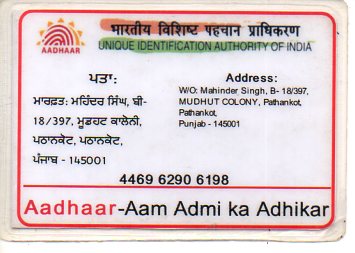 भारतीय विशिष्ट पहचान प्राधिकरण
AADHAAR
UNIQUE IDENTIFICATION AUTHORITY OF INDIA
ਪਤਾ:
ਮਾਰਫ਼ਤ: ਮਹਿੰਦਰ ਸਿੰਘ, ਬੀ-
18/397, ਮੁਡਹਟ ਕਾਲੋਨੀ,
ਪਠਾਨਕੋਟ, ਪਠਾਨਕੋਟ,
ਪੰਜਾਬ - 145001
Address:
W/O: Mahinder Singh, B- 18/397,
MUDHUT COLONY, Pathankot,
Pathankot,
Punjab - 145001
4469 6290 6198
Aadhaar-Aam Admi ka Adhikar